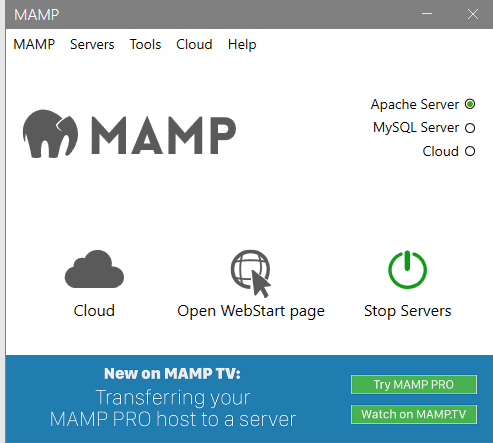 MAMP
MAMP Servers Tools Cloud Help
Apache Server
MySQL Server
Cloud
MAMP
Cloud
Open WebStart page
Stop Servers
New on MAMP TV:
Transferring your
MAMP PRO host to a server
Try MAMP PRO
Watch on MAMP.TV